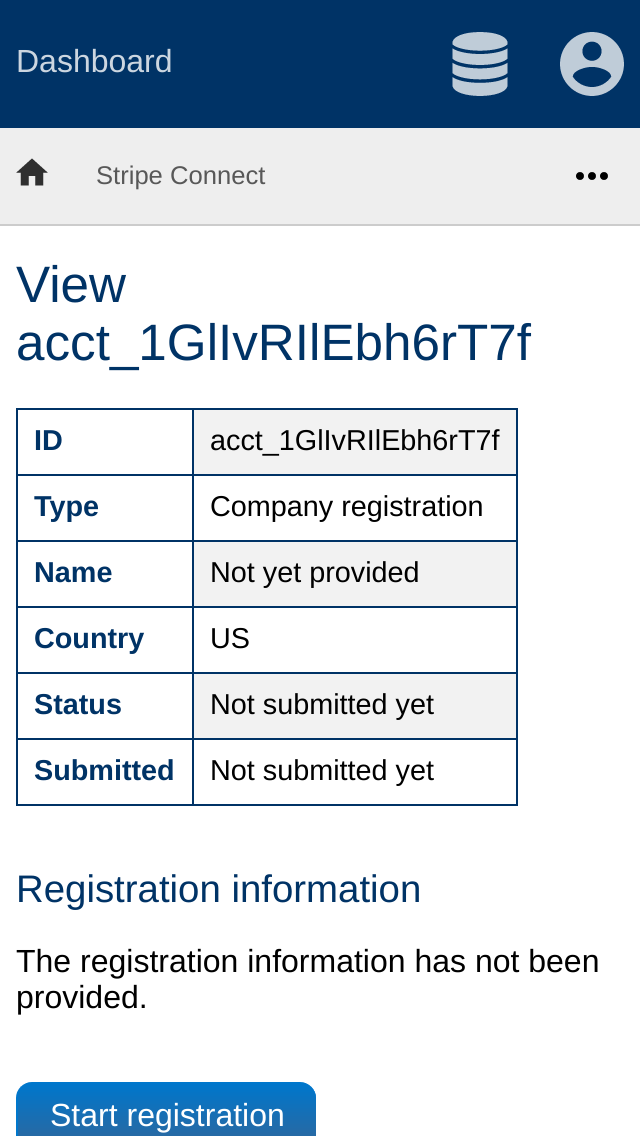 Dashboard
Stripe Connect
View
acct_1GlIvRIlEbh6rT7f
ID acct_1GlIvRIlEbh6rT7f
Type Company registration
Name Not yet provided
Country US
Status Not submitted yet
Submitted Not submitted yet
Registration information
The registration information has not been
provided.
Start registration